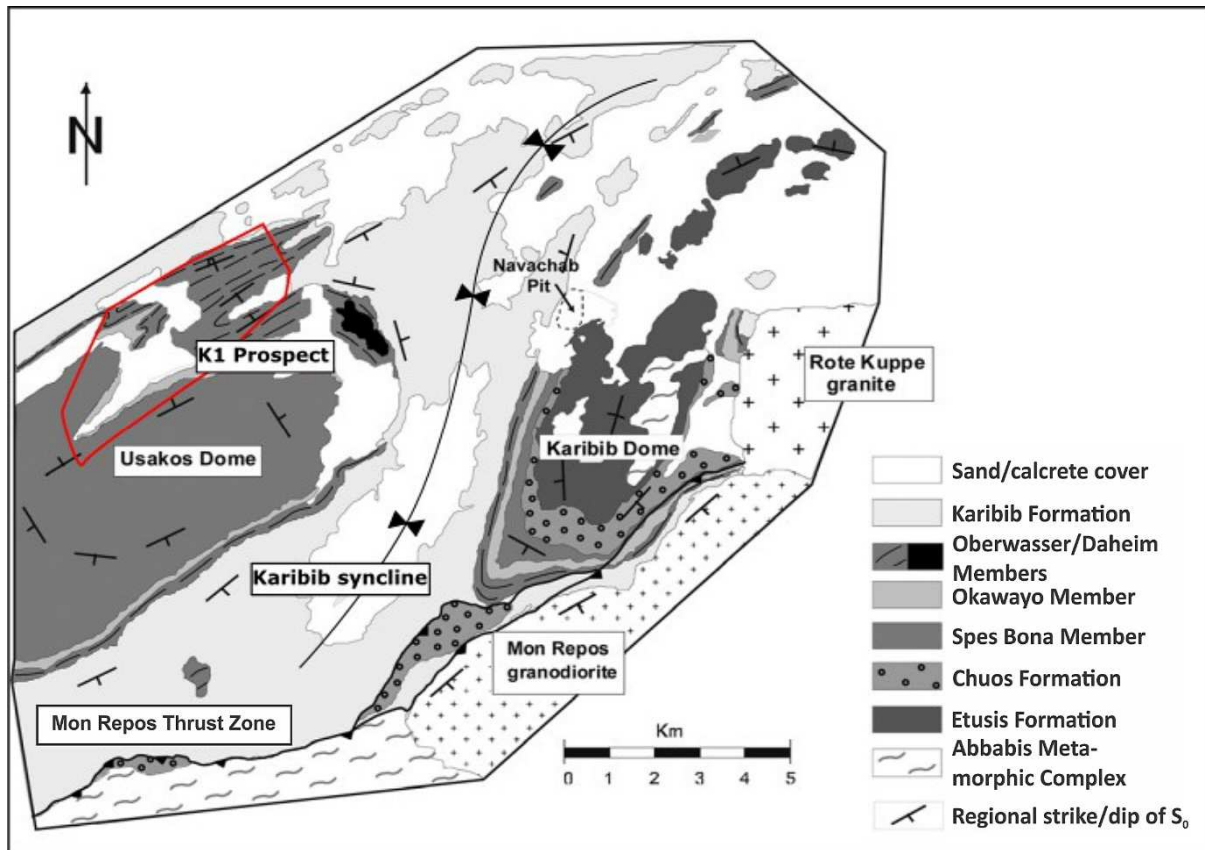 N
Navachab
Pit
K1 Prospect
Rote Kuppe
granite
Usakos Dome
Karibib Dome
Karibib syncline
Mon Repos
granodiorite
Mon Repos Thrust Zone
Km
0 1 2 3 4 5
Sand/calcrete cover
Karibib Formation
Oberwasser/Daheim
Members
Okawayo Member
Spes Bona Member
Chuos Formation
Etusis Formation
Abbabis Meta-
morphic Complex
Regional strike/dip of S₀